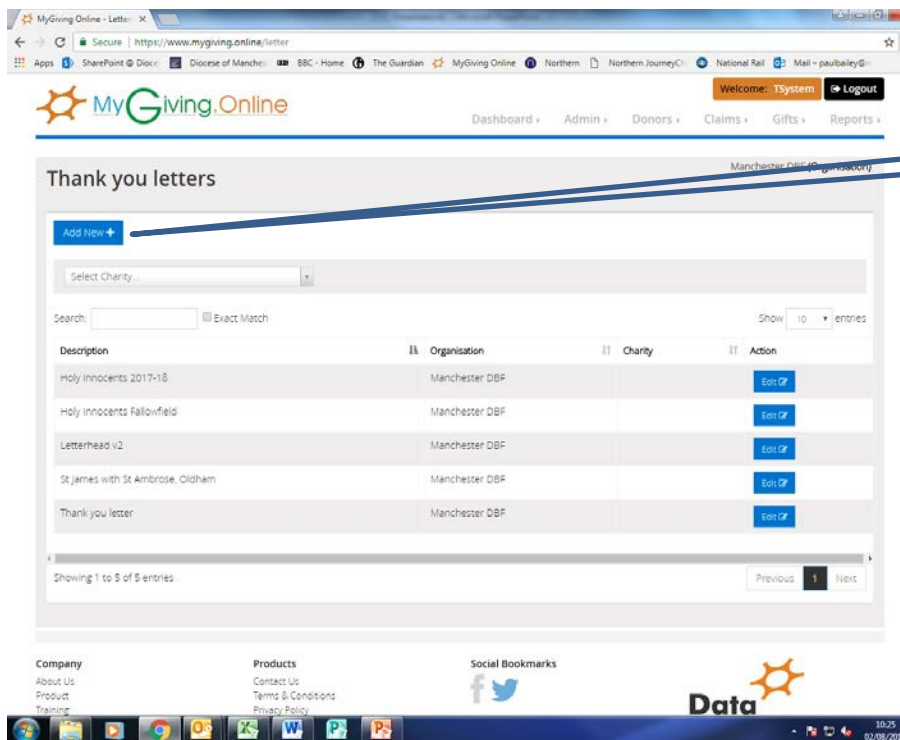 MyGiving Online - Letter
Secure | https://www.mygiving.online/letter
Apps SharePoint @ Dioce Diocese of Manches BBC - Home The Guardian MyGiving Online Northern Northern JourneyCh National Rail Mail - paulbailey@
MyGiving.Online
Welcome: TSystem Logout
Dashboard Admin Donors Claims Gifts Reports
Manchester DBF (Organisation)
Thank you letters
Add New
Select Charity...
Search: Exact Match Show 10 entries
Description Organisation Charity Action
Holy Innocents 2017-18 Manchester DBF Edit
Holy Innocents Fallowfield Manchester DBF Edit
Letterhead v2 Manchester DBF Edit
St James with St Ambrose, Oldham Manchester DBF Edit
Thank you letter Manchester DBF Edit
Showing 1 to 5 of 5 entries Previous 1 Next
Company Products Social Bookmarks
About Us Contact Us
Product Terms & Conditions
Training Privacy Policy
Data
10:25
02/08/20